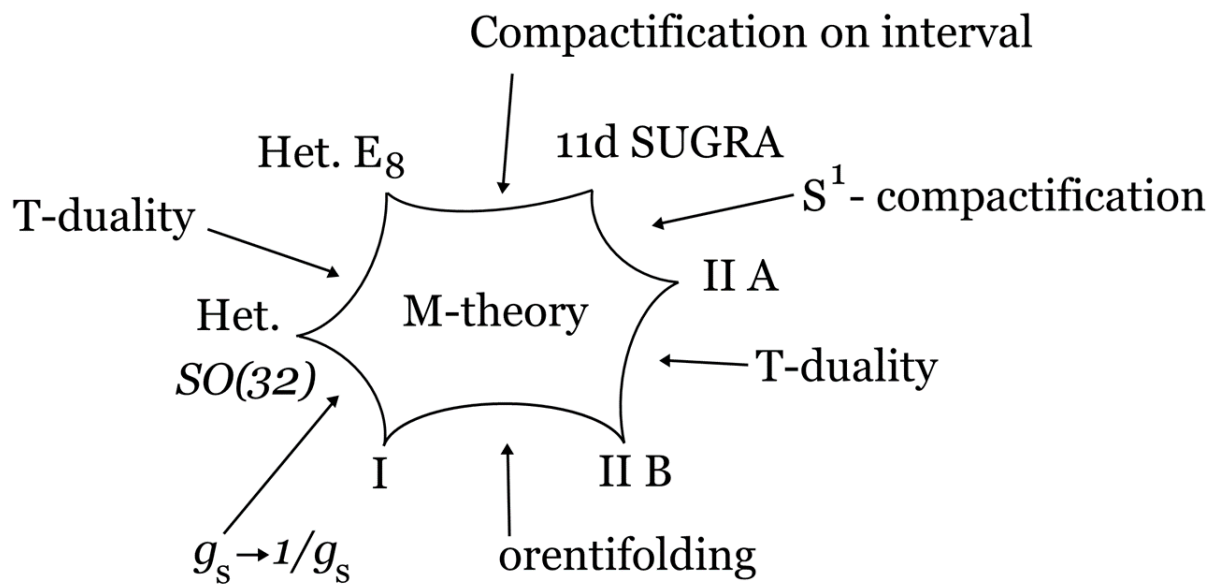 Compactification on interval
Het. E₈
11d SUGRA
T-duality
S¹- compactification
II A
Het.
M-theory
SO(32)
T-duality
I
II B
gₛ→1/gₛ
orentifolding